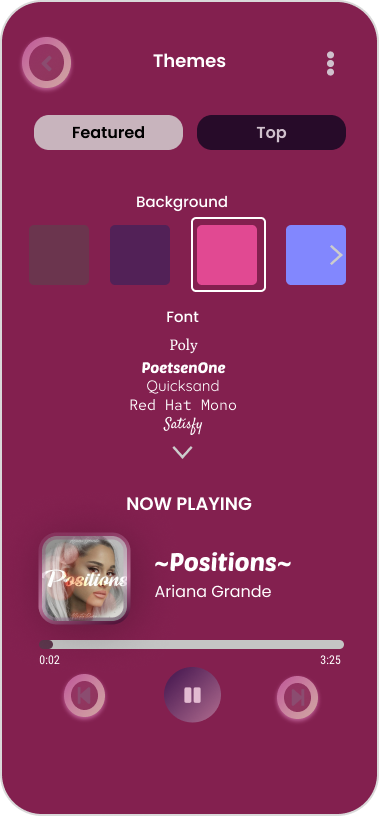 Themes
Featured
Top
Background
Font
Poly
PoetsenOne
Quicksand
Red Hat Mono
Satisfy
NOW PLAYING
Positions
~Positions~
Ariana Grande
0:02
3:25